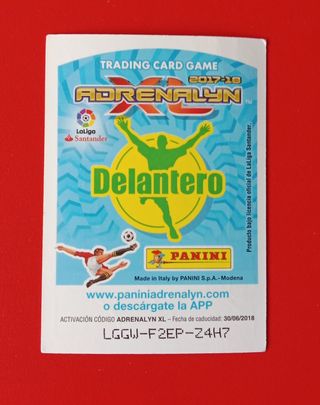 TRADING CARD GAME
2017-18
ADRENALYN XL
LaLiga
Santander
Delantero
Producto bajo licencia oficial de LaLiga Santander.
PANINI
Made in Italy by PANINI S.p.A. - Modena
www.paniniadrenalyn.com
o descárgate la APP
ACTIVACIÓN CÓDIGO ADRENALYN XL – Fecha de caducidad: 30/06/2018
LGGW-F2EP-Z4H7